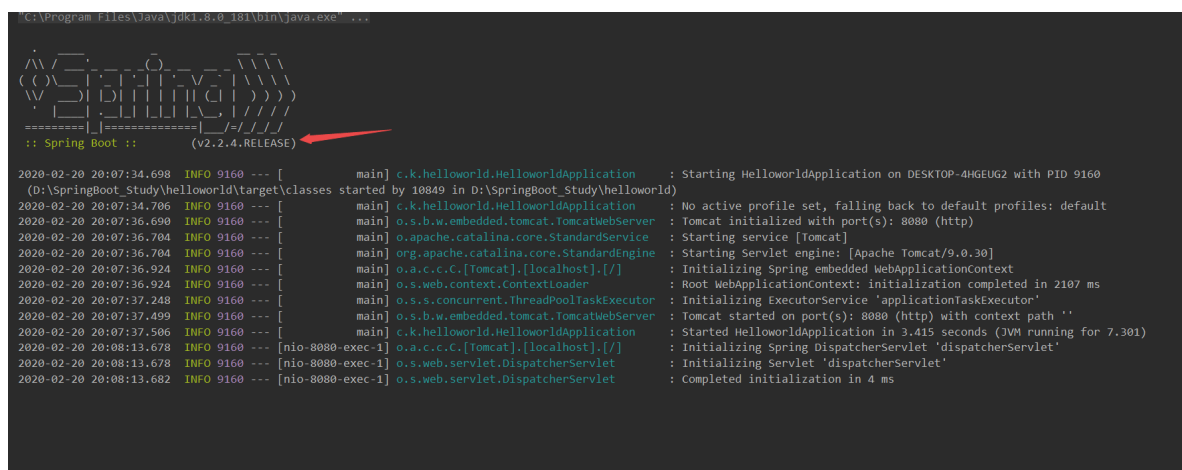 "C:\Program Files\Java\jdk1.8.0_181\bin\java.exe" ...
  .   ____          _            __ _ _
 /\\ / ___'_ __ _ _(_)_ __  __ _ \ \ \ \
( ( )\___ | '_ | '_| | '_ \/ _` | \ \ \ \
 \\/  ___)| |_)| | | | | || (_| |  ) ) ) )
  '  |____| .__|_| |_|_| |_\__, | / / / /
 =========|_|==============|___/=/_/_/_/
 :: Spring Boot ::        (v2.2.4.RELEASE)
2020-02-20 20:07:34.698  INFO 9160 --- [           main] c.k.helloworld.HelloworldApplication     : Starting HelloworldApplication on DESKTOP-4HGEUG2 with PID 9160
 (D:\SpringBoot_Study\helloworld\target\classes started by 10849 in D:\SpringBoot_Study\helloworld)
2020-02-20 20:07:34.706  INFO 9160 --- [           main] c.k.helloworld.HelloworldApplication     : No active profile set, falling back to default profiles: default
2020-02-20 20:07:36.690  INFO 9160 --- [           main] o.s.b.w.embedded.tomcat.TomcatWebServer  : Tomcat initialized with port(s): 8080 (http)
2020-02-20 20:07:36.704  INFO 9160 --- [           main] o.apache.catalina.core.StandardService   : Starting service [Tomcat]
2020-02-20 20:07:36.704  INFO 9160 --- [           main] org.apache.catalina.core.StandardEngine  : Starting Servlet engine: [Apache Tomcat/9.0.30]
2020-02-20 20:07:36.924  INFO 9160 --- [           main] o.a.c.c.C.[Tomcat].[localhost].[/]       : Initializing Spring embedded WebApplicationContext
2020-02-20 20:07:36.924  INFO 9160 --- [           main] o.s.web.context.ContextLoader            : Root WebApplicationContext: initialization completed in 2107 ms
2020-02-20 20:07:37.248  INFO 9160 --- [           main] o.s.s.concurrent.ThreadPoolTaskExecutor  : Initializing ExecutorService 'applicationTaskExecutor'
2020-02-20 20:07:37.499  INFO 9160 --- [           main] o.s.b.w.embedded.tomcat.TomcatWebServer  : Tomcat started on port(s): 8080 (http) with context path ''
2020-02-20 20:07:37.506  INFO 9160 --- [           main] c.k.helloworld.HelloworldApplication     : Started HelloworldApplication in 3.415 seconds (JVM running for 7.301)
2020-02-20 20:08:13.678  INFO 9160 --- [nio-8080-exec-1] o.a.c.c.C.[Tomcat].[localhost].[/]       : Initializing Spring DispatcherServlet 'dispatcherServlet'
2020-02-20 20:08:13.678  INFO 9160 --- [nio-8080-exec-1] o.s.web.servlet.DispatcherServlet        : Initializing Servlet 'dispatcherServlet'
2020-02-20 20:08:13.682  INFO 9160 --- [nio-8080-exec-1] o.s.web.servlet.DispatcherServlet        : Completed initialization in 4 ms